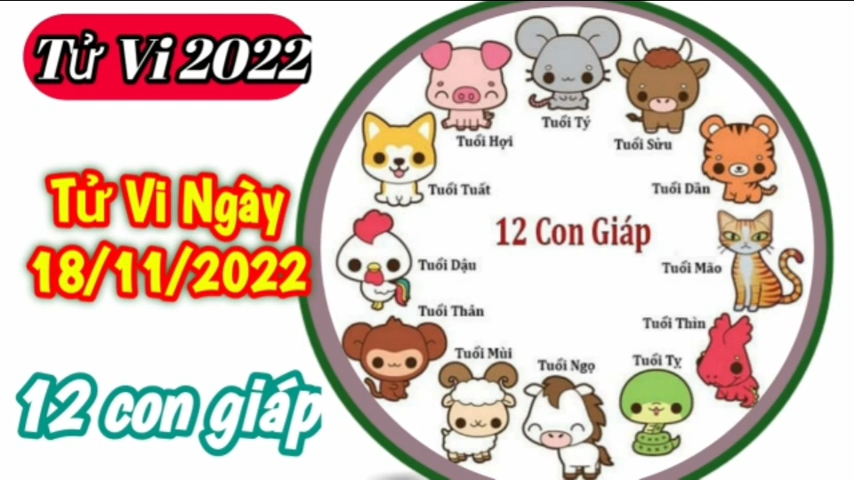 Tử Vi 2022
Tử Vi Ngày
18/11/2022
12 con giáp
12 Con Giáp
Tuổi Tý
Tuổi Sửu
Tuổi Dần
Tuổi Mão
Tuổi Thìn
Tuổi Tỵ
Tuổi Ngọ
Tuổi Mùi
Tuổi Thân
Tuổi Dậu
Tuổi Tuất
Tuổi Hợi